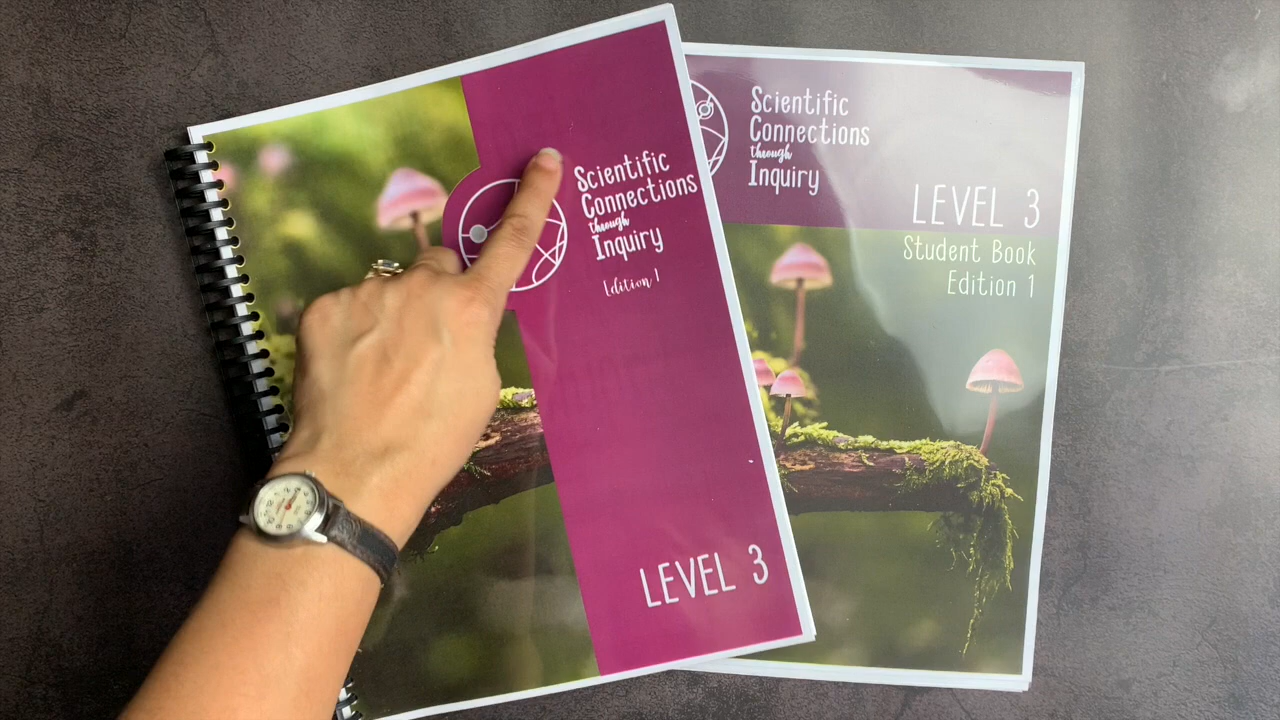 Scientific
Connections
through
Inquiry
Edition 1
LEVEL 3
Scientific
Connections
through
Inquiry
LEVEL 3
Student Book
Edition 1